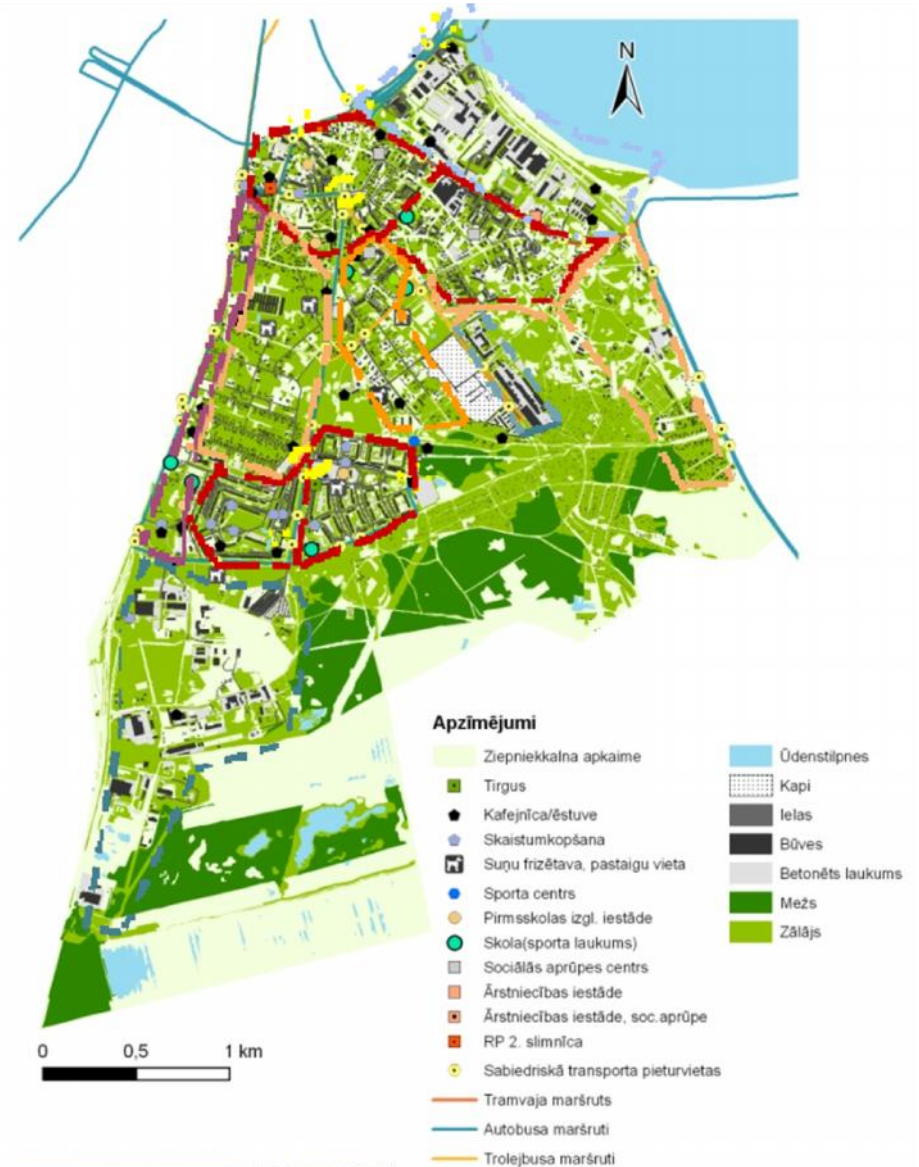 N
Apzīmējumi
Ziepniekkalna apkaime
Tirgus
Kafejnīca/ēstuve
Skaistumkopšana
Suņu frizētava, pastaigu vieta
Sporta centrs
Pirmsskolas izgl. iestāde
Skola(sporta laukums)
Sociālās aprūpes centrs
Ārstniecības iestāde
Ārstniecības iestāde, soc.aprūpe
RP 2. slimnīca
Sabiedriskā transporta pieturvietas
Tramvaja maršruts
Autobusa maršruti
Trolejbusa maršruti
Ūdenstilpnes
Kapi
Ielas
Būves
Betonēts laukums
Mežs
Zālājs
0 0,5 1 km